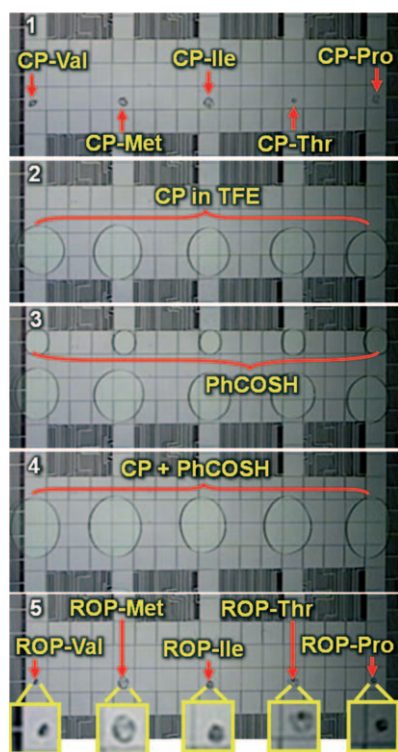 1
CP-Val
CP-Ile
CP-Pro
CP-Met
CP-Thr
2
CP in TFE
3
PhCOSH
4
CP + PhCOSH
5
ROP-Met
ROP-Thr
ROP-Val
ROP-Ile
ROP-Pro